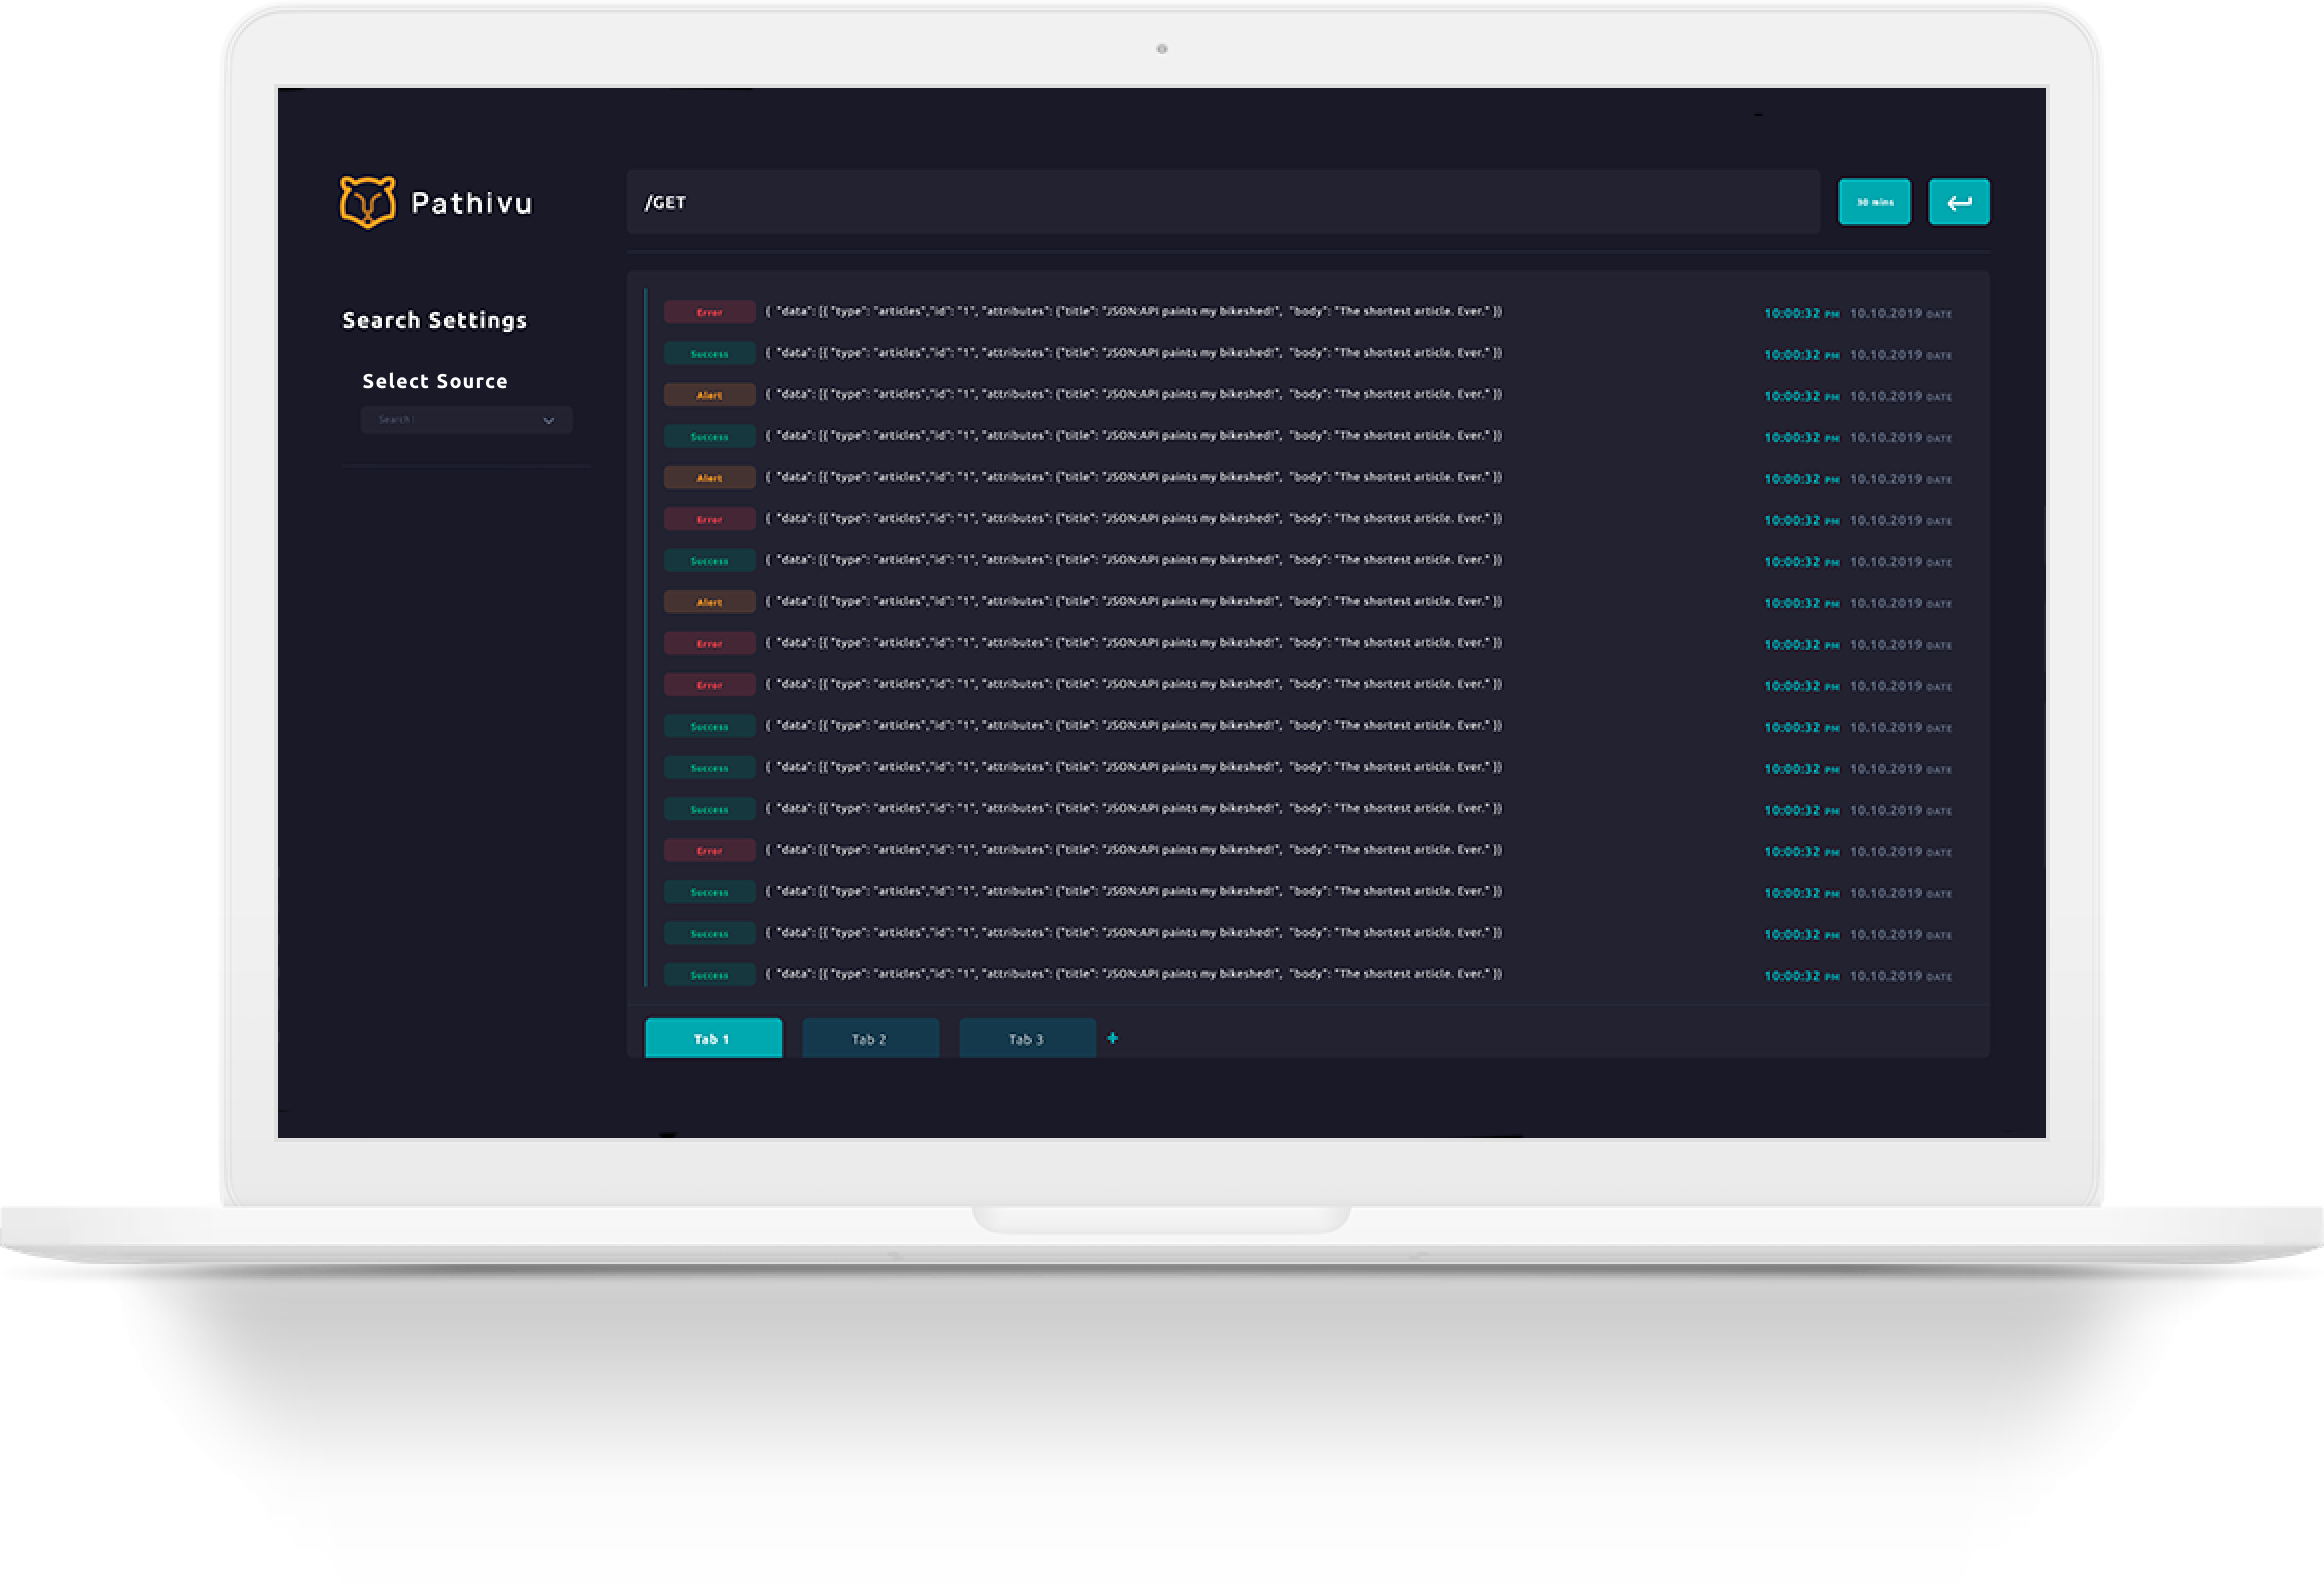 Pathivu
/GET
30 mins
Search Settings
Select Source
Search
Error { "data": [{ "type": "articles","id": "1", "attributes": {"title": "JSON:API paints my bikeshed!", "body": "The shortest article. Ever." }} 10:00:32 PM 10.10.2019 DATE
Success { "data": [{ "type": "articles","id": "1", "attributes": {"title": "JSON:API paints my bikeshed!", "body": "The shortest article. Ever." }} 10:00:32 PM 10.10.2019 DATE
Alert { "data": [{ "type": "articles","id": "1", "attributes": {"title": "JSON:API paints my bikeshed!", "body": "The shortest article. Ever." }} 10:00:32 PM 10.10.2019 DATE
Success { "data": [{ "type": "articles","id": "1", "attributes": {"title": "JSON:API paints my bikeshed!", "body": "The shortest article. Ever." }} 10:00:32 PM 10.10.2019 DATE
Alert { "data": [{ "type": "articles","id": "1", "attributes": {"title": "JSON:API paints my bikeshed!", "body": "The shortest article. Ever." }} 10:00:32 PM 10.10.2019 DATE
Error { "data": [{ "type": "articles","id": "1", "attributes": {"title": "JSON:API paints my bikeshed!", "body": "The shortest article. Ever." }} 10:00:32 PM 10.10.2019 DATE
Success { "data": [{ "type": "articles","id": "1", "attributes": {"title": "JSON:API paints my bikeshed!", "body": "The shortest article. Ever." }} 10:00:32 PM 10.10.2019 DATE
Alert { "data": [{ "type": "articles","id": "1", "attributes": {"title": "JSON:API paints my bikeshed!", "body": "The shortest article. Ever." }} 10:00:32 PM 10.10.2019 DATE
Error { "data": [{ "type": "articles","id": "1", "attributes": {"title": "JSON:API paints my bikeshed!", "body": "The shortest article. Ever." }} 10:00:32 PM 10.10.2019 DATE
Error { "data": [{ "type": "articles","id": "1", "attributes": {"title": "JSON:API paints my bikeshed!", "body": "The shortest article. Ever." }} 10:00:32 PM 10.10.2019 DATE
Success { "data": [{ "type": "articles","id": "1", "attributes": {"title": "JSON:API paints my bikeshed!", "body": "The shortest article. Ever." }} 10:00:32 PM 10.10.2019 DATE
Success { "data": [{ "type": "articles","id": "1", "attributes": {"title": "JSON:API paints my bikeshed!", "body": "The shortest article. Ever." }} 10:00:32 PM 10.10.2019 DATE
Success { "data": [{ "type": "articles","id": "1", "attributes": {"title": "JSON:API paints my bikeshed!", "body": "The shortest article. Ever." }} 10:00:32 PM 10.10.2019 DATE
Error { "data": [{ "type": "articles","id": "1", "attributes": {"title": "JSON:API paints my bikeshed!", "body": "The shortest article. Ever." }} 10:00:32 PM 10.10.2019 DATE
Success { "data": [{ "type": "articles","id": "1", "attributes": {"title": "JSON:API paints my bikeshed!", "body": "The shortest article. Ever." }} 10:00:32 PM 10.10.2019 DATE
Success { "data": [{ "type": "articles","id": "1", "attributes": {"title": "JSON:API paints my bikeshed!", "body": "The shortest article. Ever." }} 10:00:32 PM 10.10.2019 DATE
Success { "data": [{ "type": "articles","id": "1", "attributes": {"title": "JSON:API paints my bikeshed!", "body": "The shortest article. Ever." }} 10:00:32 PM 10.10.2019 DATE
Tab 1 Tab 2 Tab 3 +